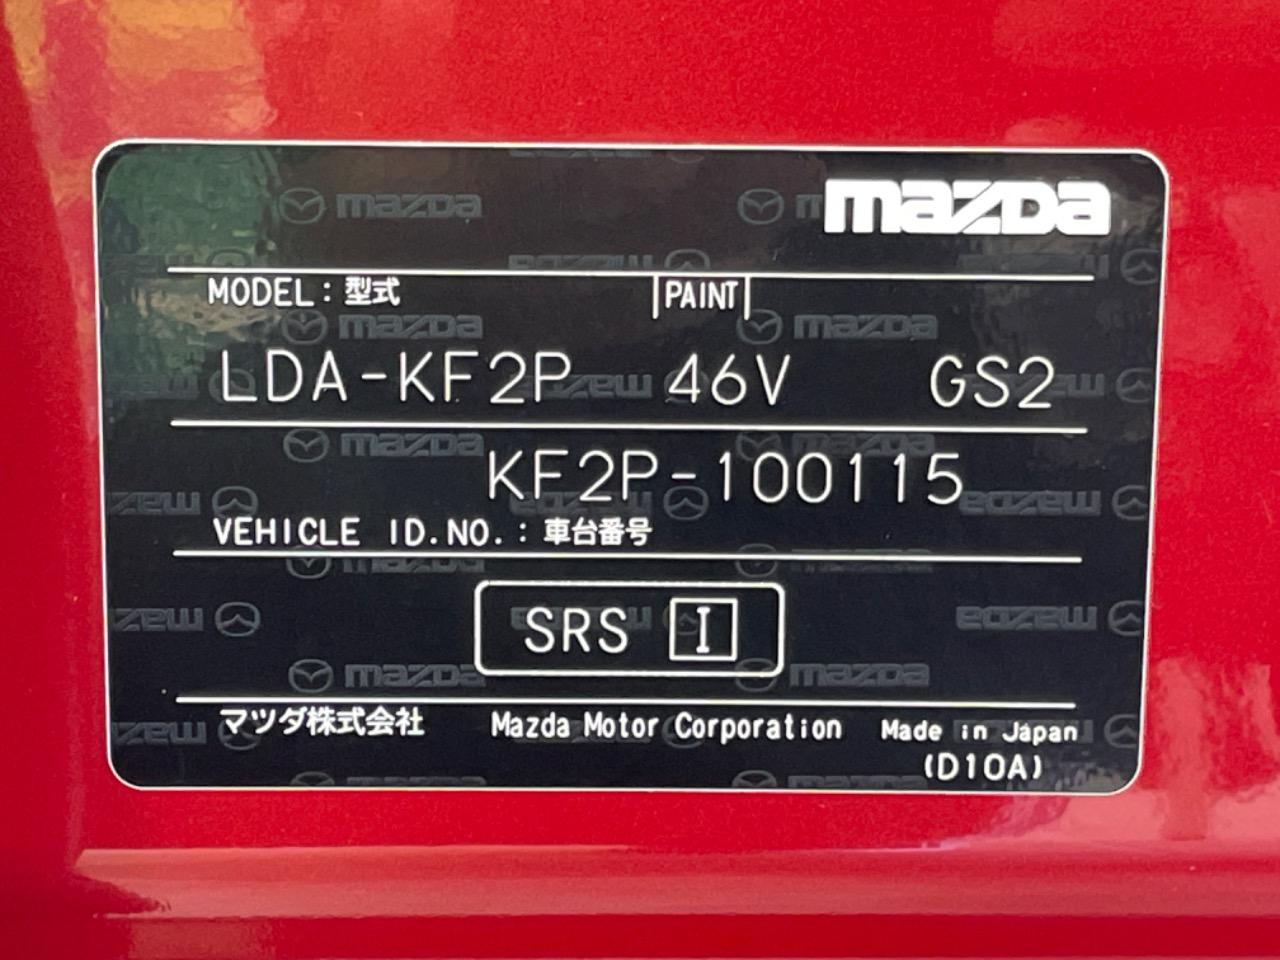 mazda
MODEL：型式 PAINT
LDA-KF2P 46V GS2
KF2P-100115
VEHICLE ID.NO.：車台番号
SRS I
マツダ株式会社 Mazda Motor Corporation Made in Japan
(D10A)